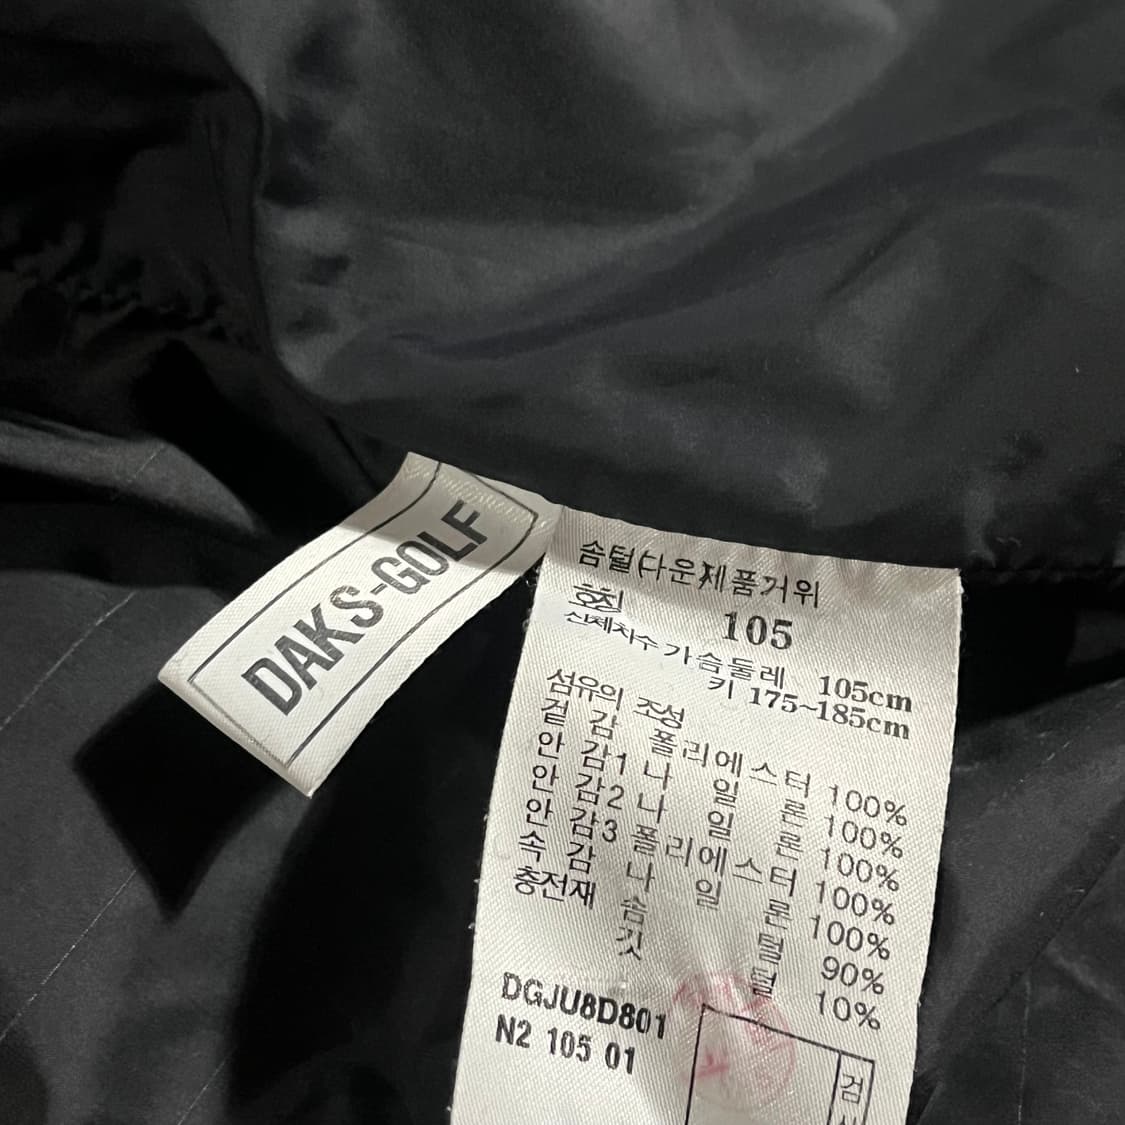 DAKS-GOLF
솜털(다운)제품거위
호칭 105
신체치수 가슴둘레 105cm
키 175~185cm
섬유의 조성
겉 감 폴리에스터 100%
안 감1 나 일 론 100%
안 감2 나 일 론 100%
안 감3 폴리에스터 100%
속 감 나 일 론 100%
충전재 솜 털 90%
깃 털 10%
DGJU8D801
N2 105 01
검